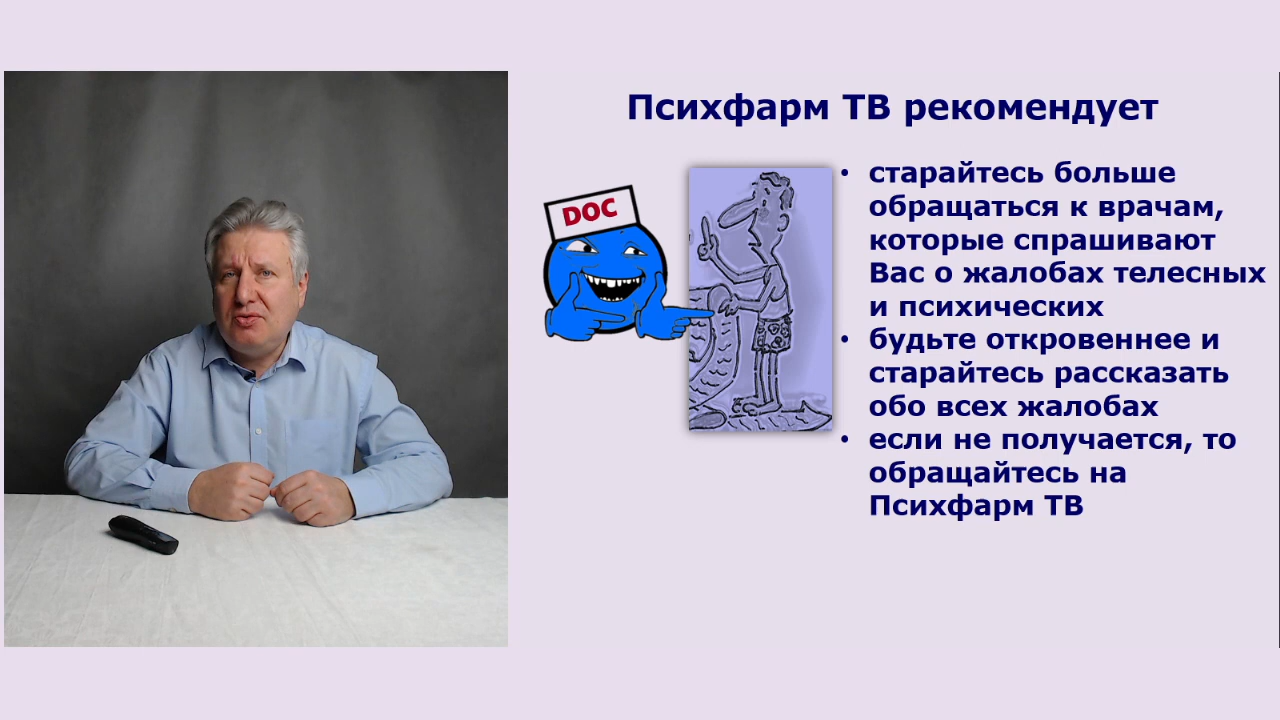 Психфарм ТВ рекомендует
DOC
• старайтесь больше
обращаться к врачам,
которые спрашивают
Вас о жалобах телесных
и психических
• будьте откровеннее и
старайтесь рассказать
обо всех жалобах
• если не получается, то
обращайтесь на
Психфарм ТВ